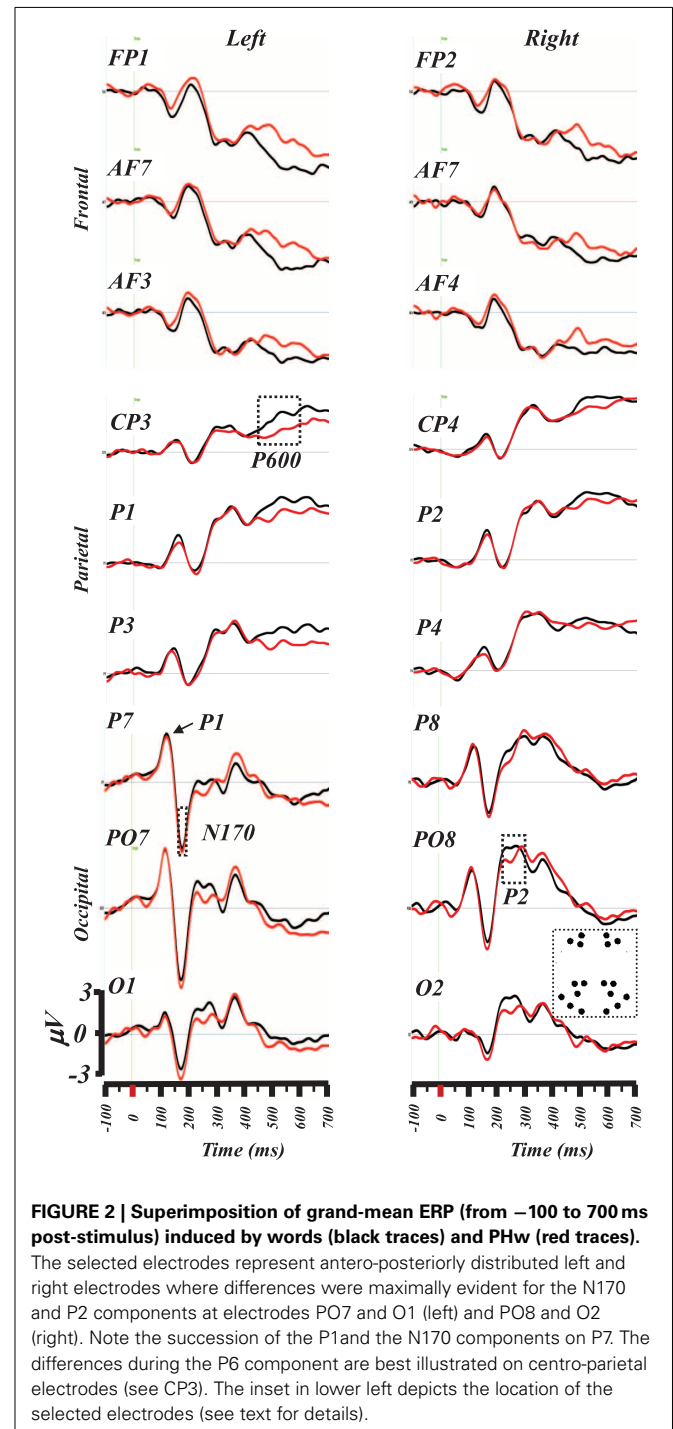 Left Right
FP1 FP2
AF7 AF7
Frontal
AF3 AF4
CP3 CP4
P600
P1 P2
Parietal
P3 P4
P7 P1 P8
N170
PO7 PO8
Occipital
P2
O1 O2
3
μV 0
-3
-100 0 100 200 300 400 500 600 700 -100 0 100 200 300 400 500 600 700
Time (ms) Time (ms)
FIGURE 2 | Superimposition of grand-mean ERP (from −100 to 700 ms
post-stimulus) induced by words (black traces) and PHw (red traces).
The selected electrodes represent antero-posteriorly distributed left and
right electrodes where differences were maximally evident for the N170
and P2 components at electrodes PO7 and O1 (left) and PO8 and O2
(right). Note the succession of the P1and the N170 components on P7. The
differences during the P6 component are best illustrated on centro-parietal
electrodes (see CP3). The inset in lower left depicts the location of the
selected electrodes (see text for details).